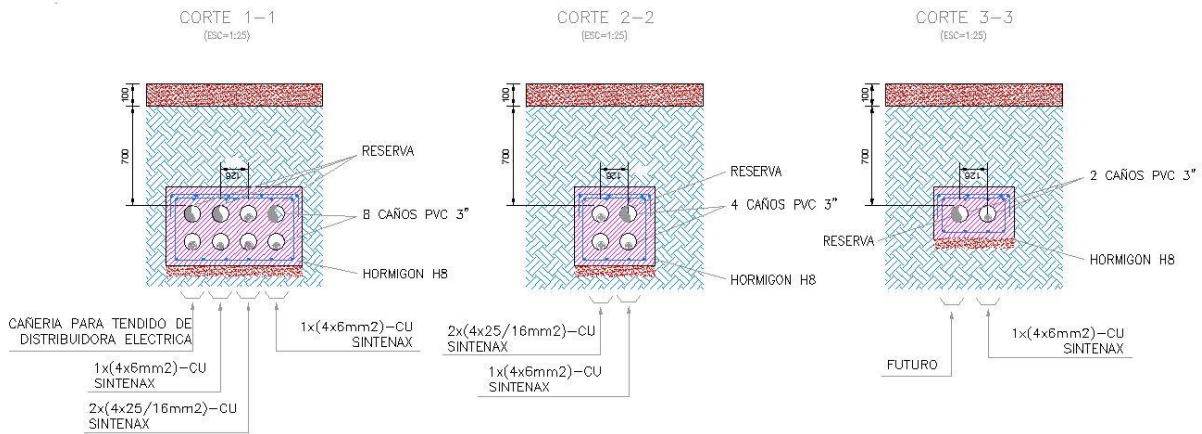 CORTE 1-1
(ESC=1:25)
100
700
126
RESERVA
8 CAÑOS PVC 3"
HORMIGON H8
CAÑERIA PARA TENDIDO DE
DISTRIBUIDORA ELECTRICA
1x(4x6mm2)-CU
SINTENAX
1x(4x6mm2)-CU
SINTENAX
2x(4x25/16mm2)-CU
SINTENAX
CORTE 2-2
(ESC=1:25)
100
700
126
RESERVA
4 CAÑOS PVC 3"
HORMIGON H8
2x(4x25/16mm2)-CU
SINTENAX
1x(4x6mm2)-CU
SINTENAX
CORTE 3-3
(ESC=1:25)
100
700
126
2 CAÑOS PVC 3"
RESERVA
HORMIGON H8
1x(4x6mm2)-CU
SINTENAX
FUTURO